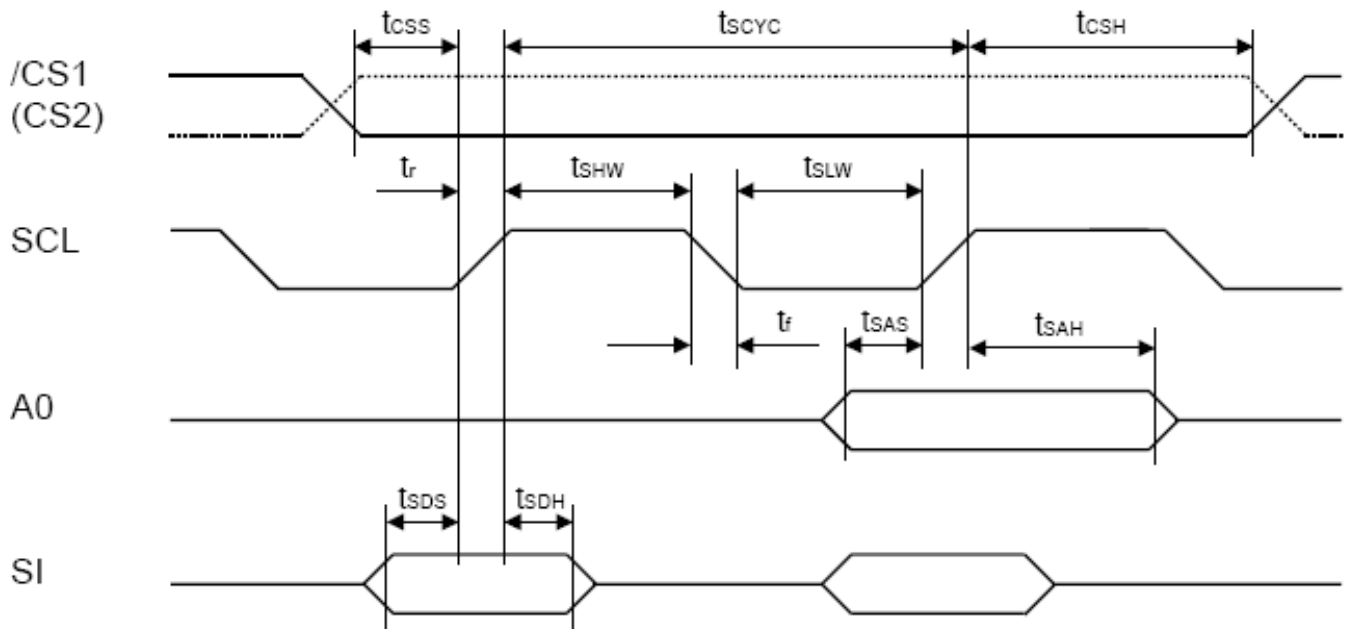 tCSS tSCYC tCSH
/CS1
(CS2)
tr tSHW tSLW
SCL
tf tSAS tSAH
A0
tSDS tSDH
SI